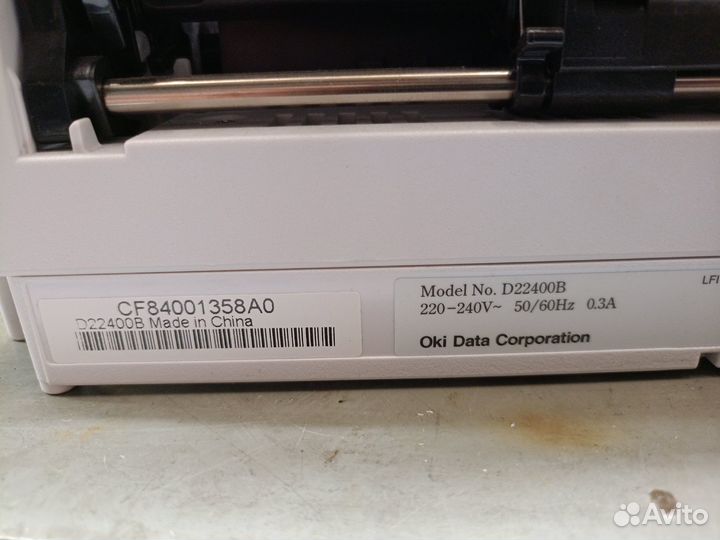 CF84001358A0
D22400B Made in China
Model No. D22400B
220-240V~ 50/60Hz 0.3A
Oki Data Corporation
LFI
Avito